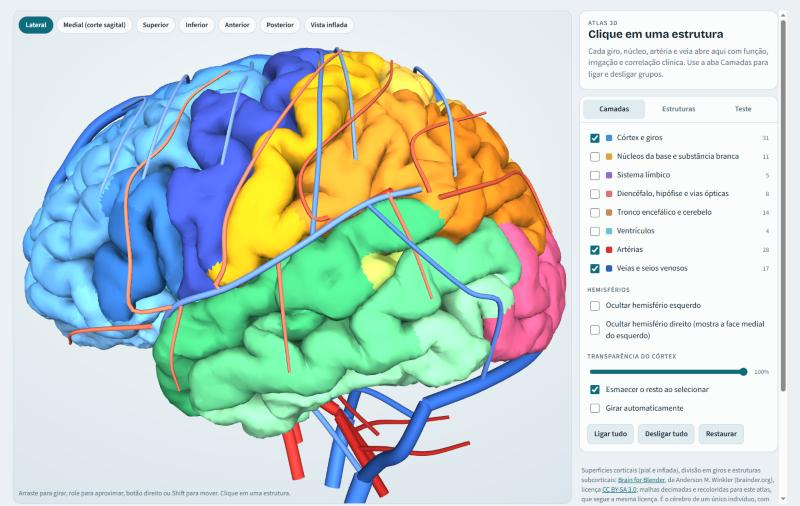 Lateral
Medial (corte sagital)
Superior
Inferior
Anterior
Posterior
Vista inflada
Arraste para girar, role para aproximar, botão direito ou Shift para mover. Clique em uma estrutura.
ATLAS 3D
Clique em uma estrutura
Cada giro, núcleo, artéria e veia abre aqui com função,
irrigação e correlação clínica. Use a aba Camadas para
ligar e desligar grupos.
Camadas
Estruturas
Teste
Córtex e giros 31
Núcleos da base e substância branca 11
Sistema límbico 5
Diencéfalo, hipófise e vias ópticas 8
Tronco encefálico e cerebelo 14
Ventrículos 4
Artérias 28
Veias e seios venosos 17
HEMISFÉRIOS
Ocultar hemisfério esquerdo
Ocultar hemisfério direito (mostra a face medial
do esquerdo)
TRANSPARÊNCIA DO CÓRTEX
100%
Esmaecer o resto ao selecionar
Girar automaticamente
Ligar tudo
Desligar tudo
Restaurar
Superfícies corticais (pial e inflada), divisão em giros e estruturas
subcorticais: Brain for Blender, de Anderson M. Winkler (brainder.org),
licença CC BY-SA 3.0; malhas decimadas e recoloridas para este atlas,
que segue a mesma licença. É o cérebro de um único indivíduo, com